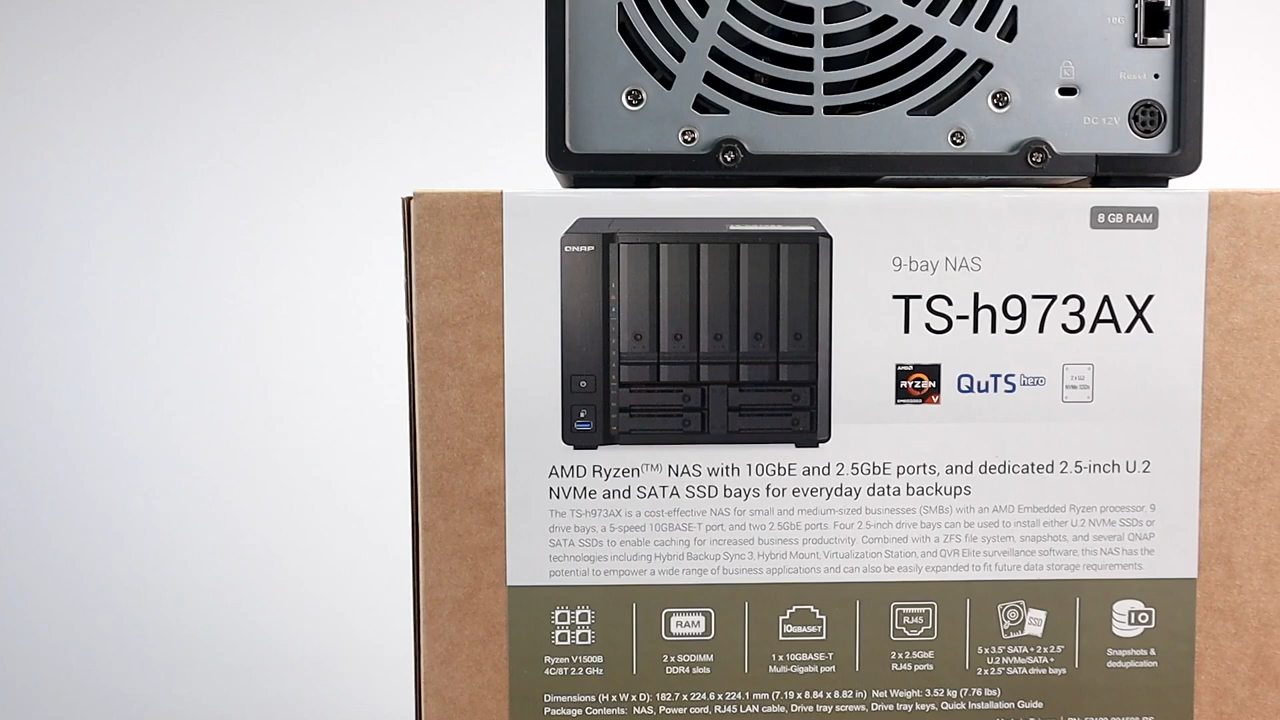 10G
Reset
K
DC 12V
8 GB RAM
QNAP
9-bay NAS
TS-h973AX
AMD
RYZEN
EMBEDDED
V
QuTS hero
2 x U.2
NVMe SSDs
AMD Ryzen(TM) NAS with 10GbE and 2.5GbE ports, and dedicated 2.5-inch U.2
NVMe and SATA SSD bays for everyday data backups
The TS-h973AX is a cost-effective NAS for small and medium-sized businesses (SMBs) with an AMD Embedded Ryzen processor, 9
drive bays, a 5-speed 10GBASE-T port, and two 2.5GbE ports. Four 2.5-inch drive bays can be used to install either U.2 NVMe SSDs or
SATA SSDs to enable caching for increased business productivity. Combined with a ZFS file system, snapshots, and several QNAP
technologies including Hybrid Backup Sync 3, Hybrid Mount, Virtualization Station, and QVR Elite surveillance software, this NAS has the
potential to empower a wide range of business applications and can also be easily expanded to fit future data storage requirements.
RAM
10GBASE-T
RJ45
SSD
Ryzen V1500B
4C/8T 2.2 GHz
2 x SODIMM
DDR4 slots
1 x 10GBASE-T
Multi-Gigabit port
2 x 2.5GbE
RJ45 ports
5 x 3.5" SATA + 2 x 2.5"
U.2 NVMe/SATA +
2 x 2.5" SATA drive bays
Snapshots &
deduplication
Dimensions (H x W x D): 182.7 x 224.6 x 224.1 mm (7.19 x 8.84 x 8.82 in) Net Weight: 3.52 kg (7.76 lbs)
Package Contents: NAS, Power cord, RJ45 LAN cable, Drive tray screws, Drive tray keys, Quick Installation Guide